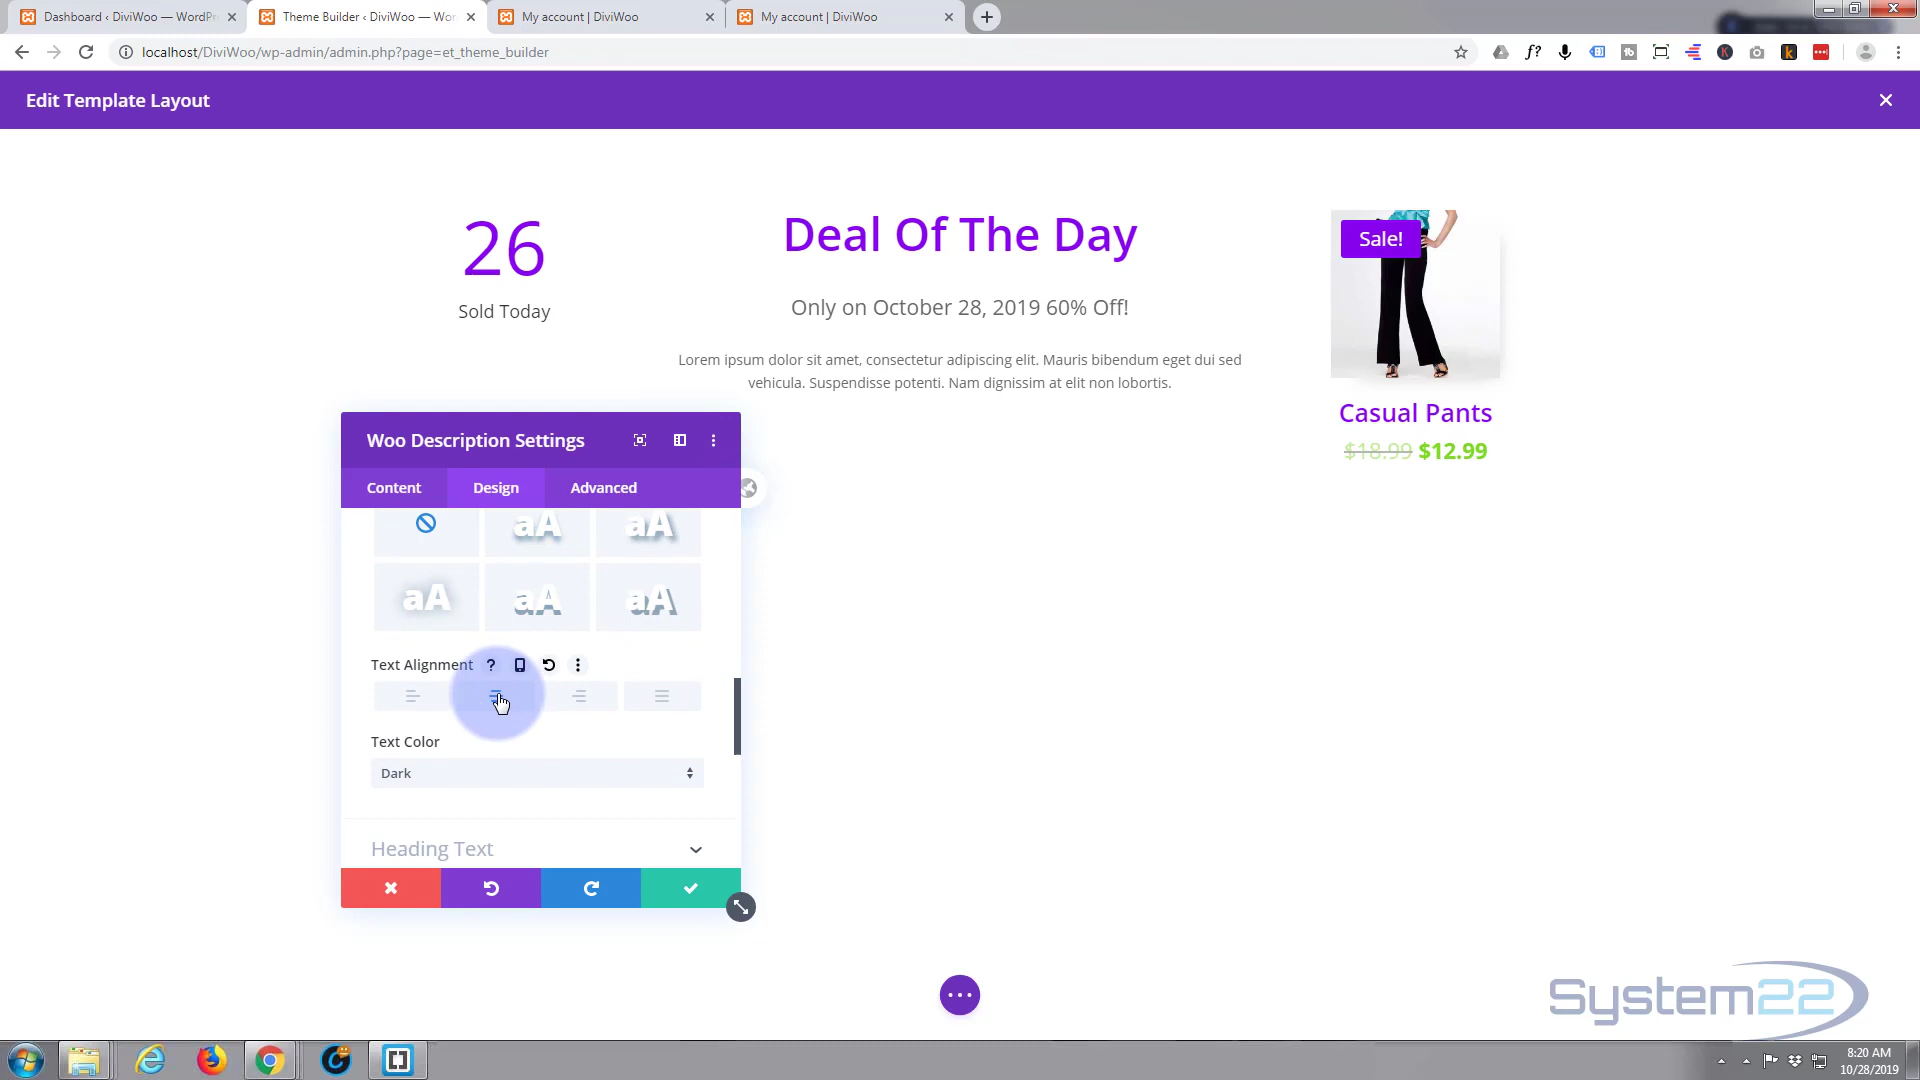 Dashboard ‹ DiviWoo — WordPr
Theme Builder ‹ DiviWoo — Wor
My account | DiviWoo
My account | DiviWoo
localhost/DiviWoo/wp-admin/admin.php?page=et_theme_builder
Edit Template Layout
26
Sold Today
Deal Of The Day
Only on October 28, 2019 60% Off!
Lorem ipsum dolor sit amet, consectetur adipiscing elit. Mauris bibendum eget dui sed
vehicula. Suspendisse potenti. Nam dignissim at elit non lobortis.
Sale!
Casual Pants
$18.99 $12.99
Woo Description Settings
Content
Design
Advanced
aA aA
aA aA aA
Text Alignment ?
Text Color
Dark
Heading Text
System22
8:20 AM
10/28/2019